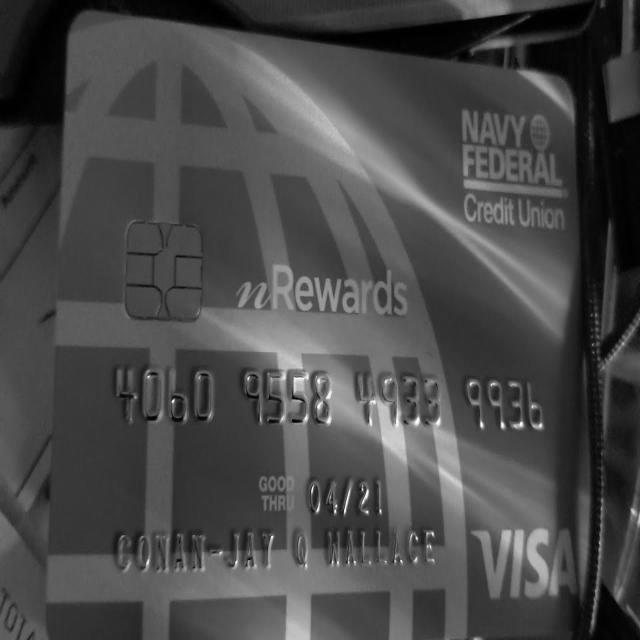 NAVY
FEDERAL
Credit Union
nRewards
4060 9558 4933 9936
GOOD
THRU 04/21
CONAN-JAY Q WALLACE
VISA